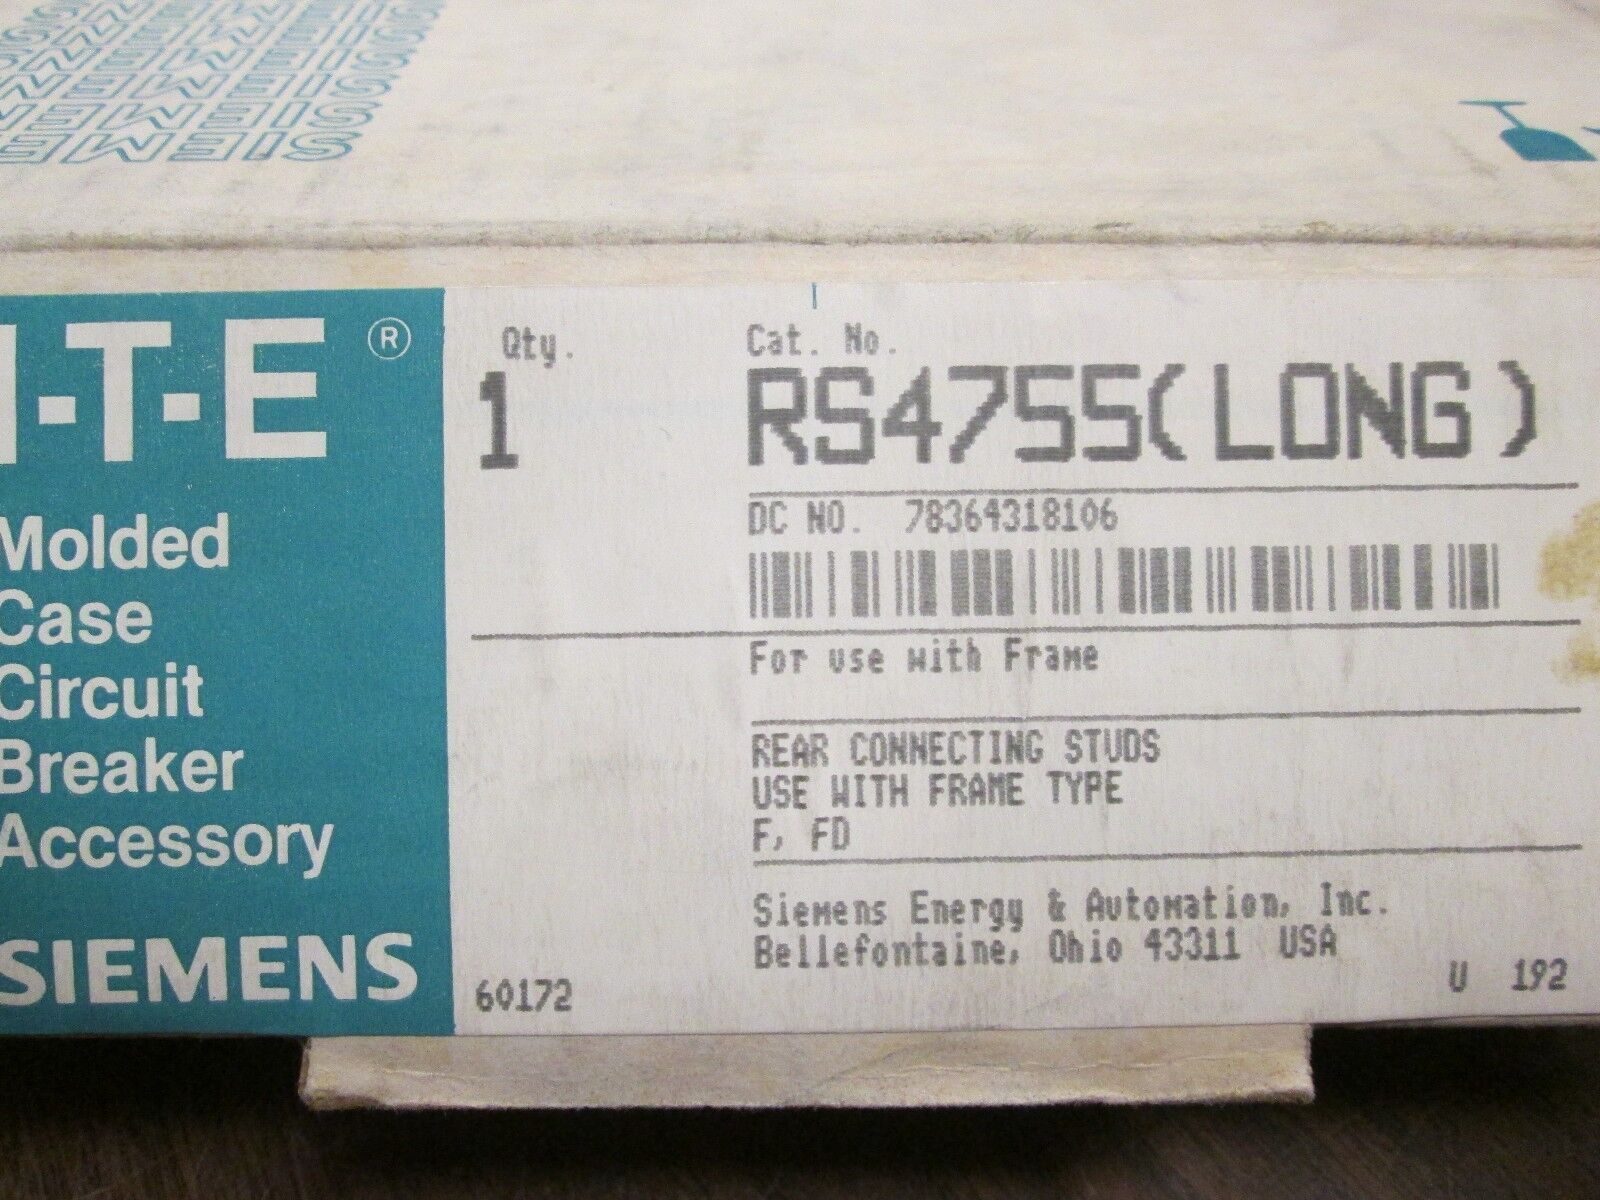 SIEMENS
I-T-E ®
Molded
Case
Circuit
Breaker
Accessory
SIEMENS
Qty.
1
60172
Cat. No.
RS4755(LONG)
DC NO. 78364318106
For use with Frame
REAR CONNECTING STUDS
USE WITH FRAME TYPE
F, FD
Siemens Energy & Automation, Inc.
Bellefontaine, Ohio 43311 USA
U 192